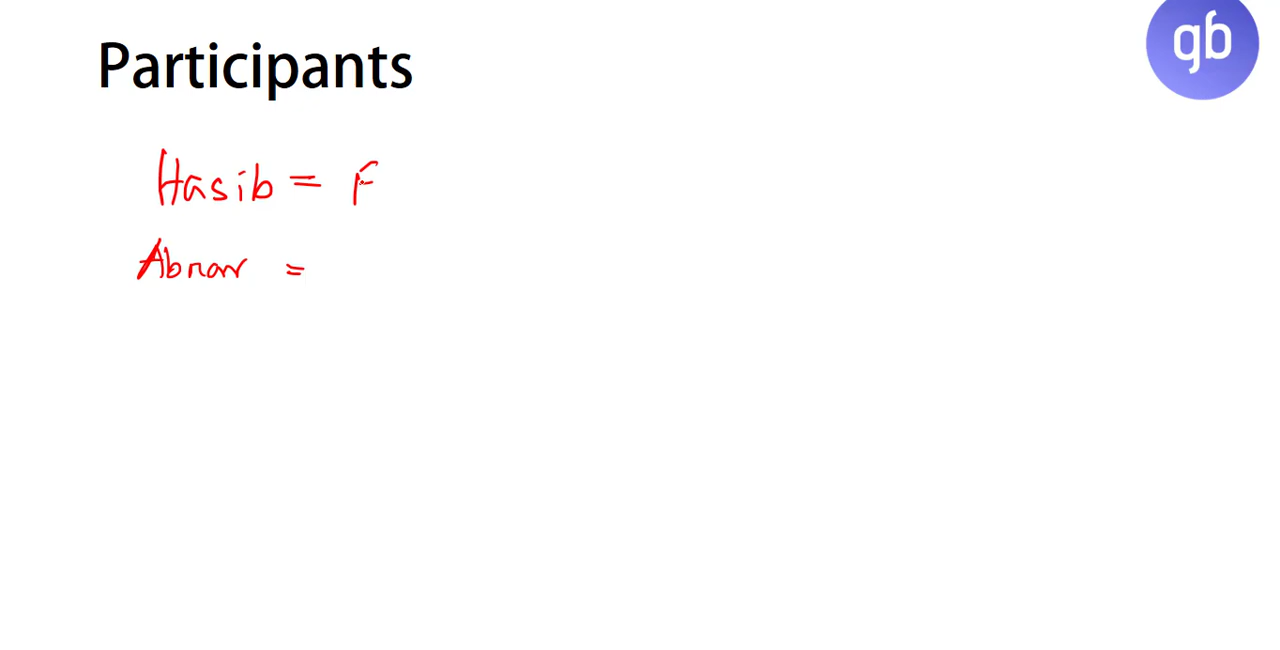 Participants
gb
Hasib = F
Abrar =